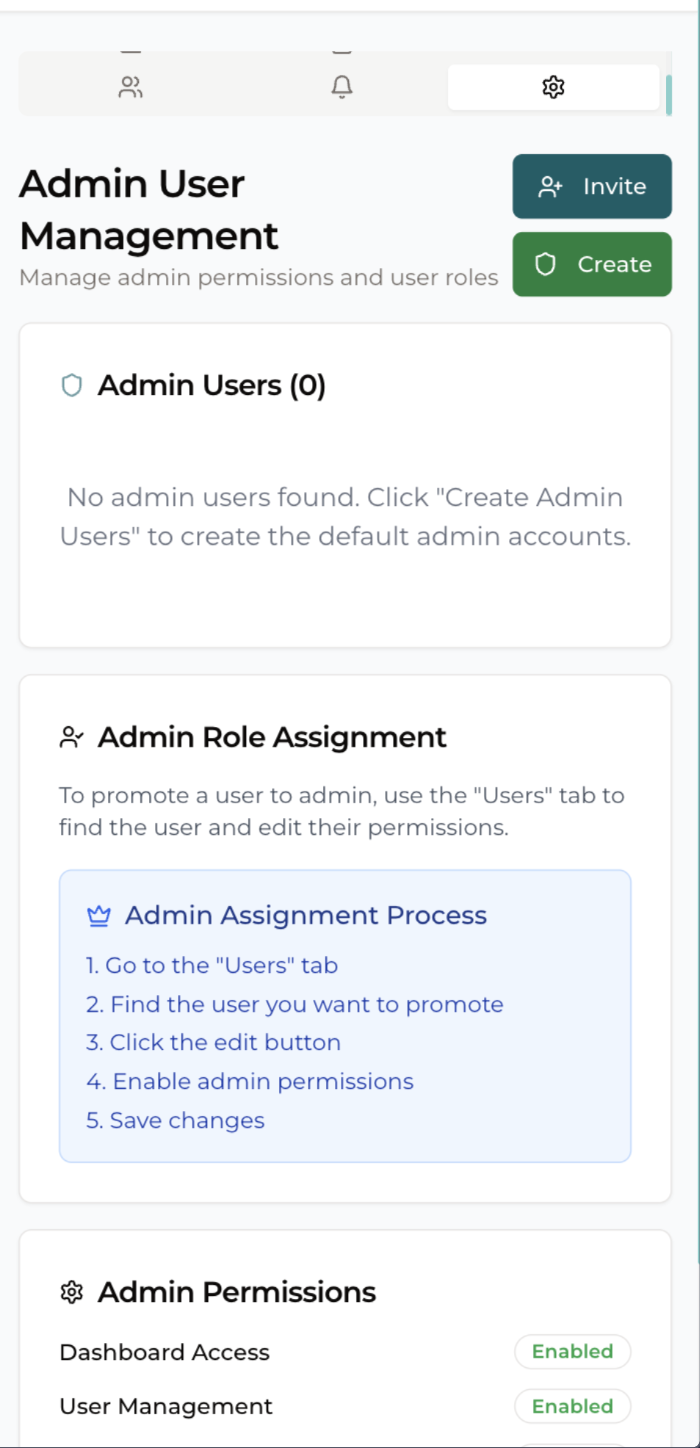 Admin User
Management
Manage admin permissions and user roles
Invite
Create
Admin Users (0)
No admin users found. Click "Create Admin
Users" to create the default admin accounts.
Admin Role Assignment
To promote a user to admin, use the "Users" tab to
find the user and edit their permissions.
Admin Assignment Process
1. Go to the "Users" tab
2. Find the user you want to promote
3. Click the edit button
4. Enable admin permissions
5. Save changes
Admin Permissions
Dashboard Access Enabled
User Management Enabled